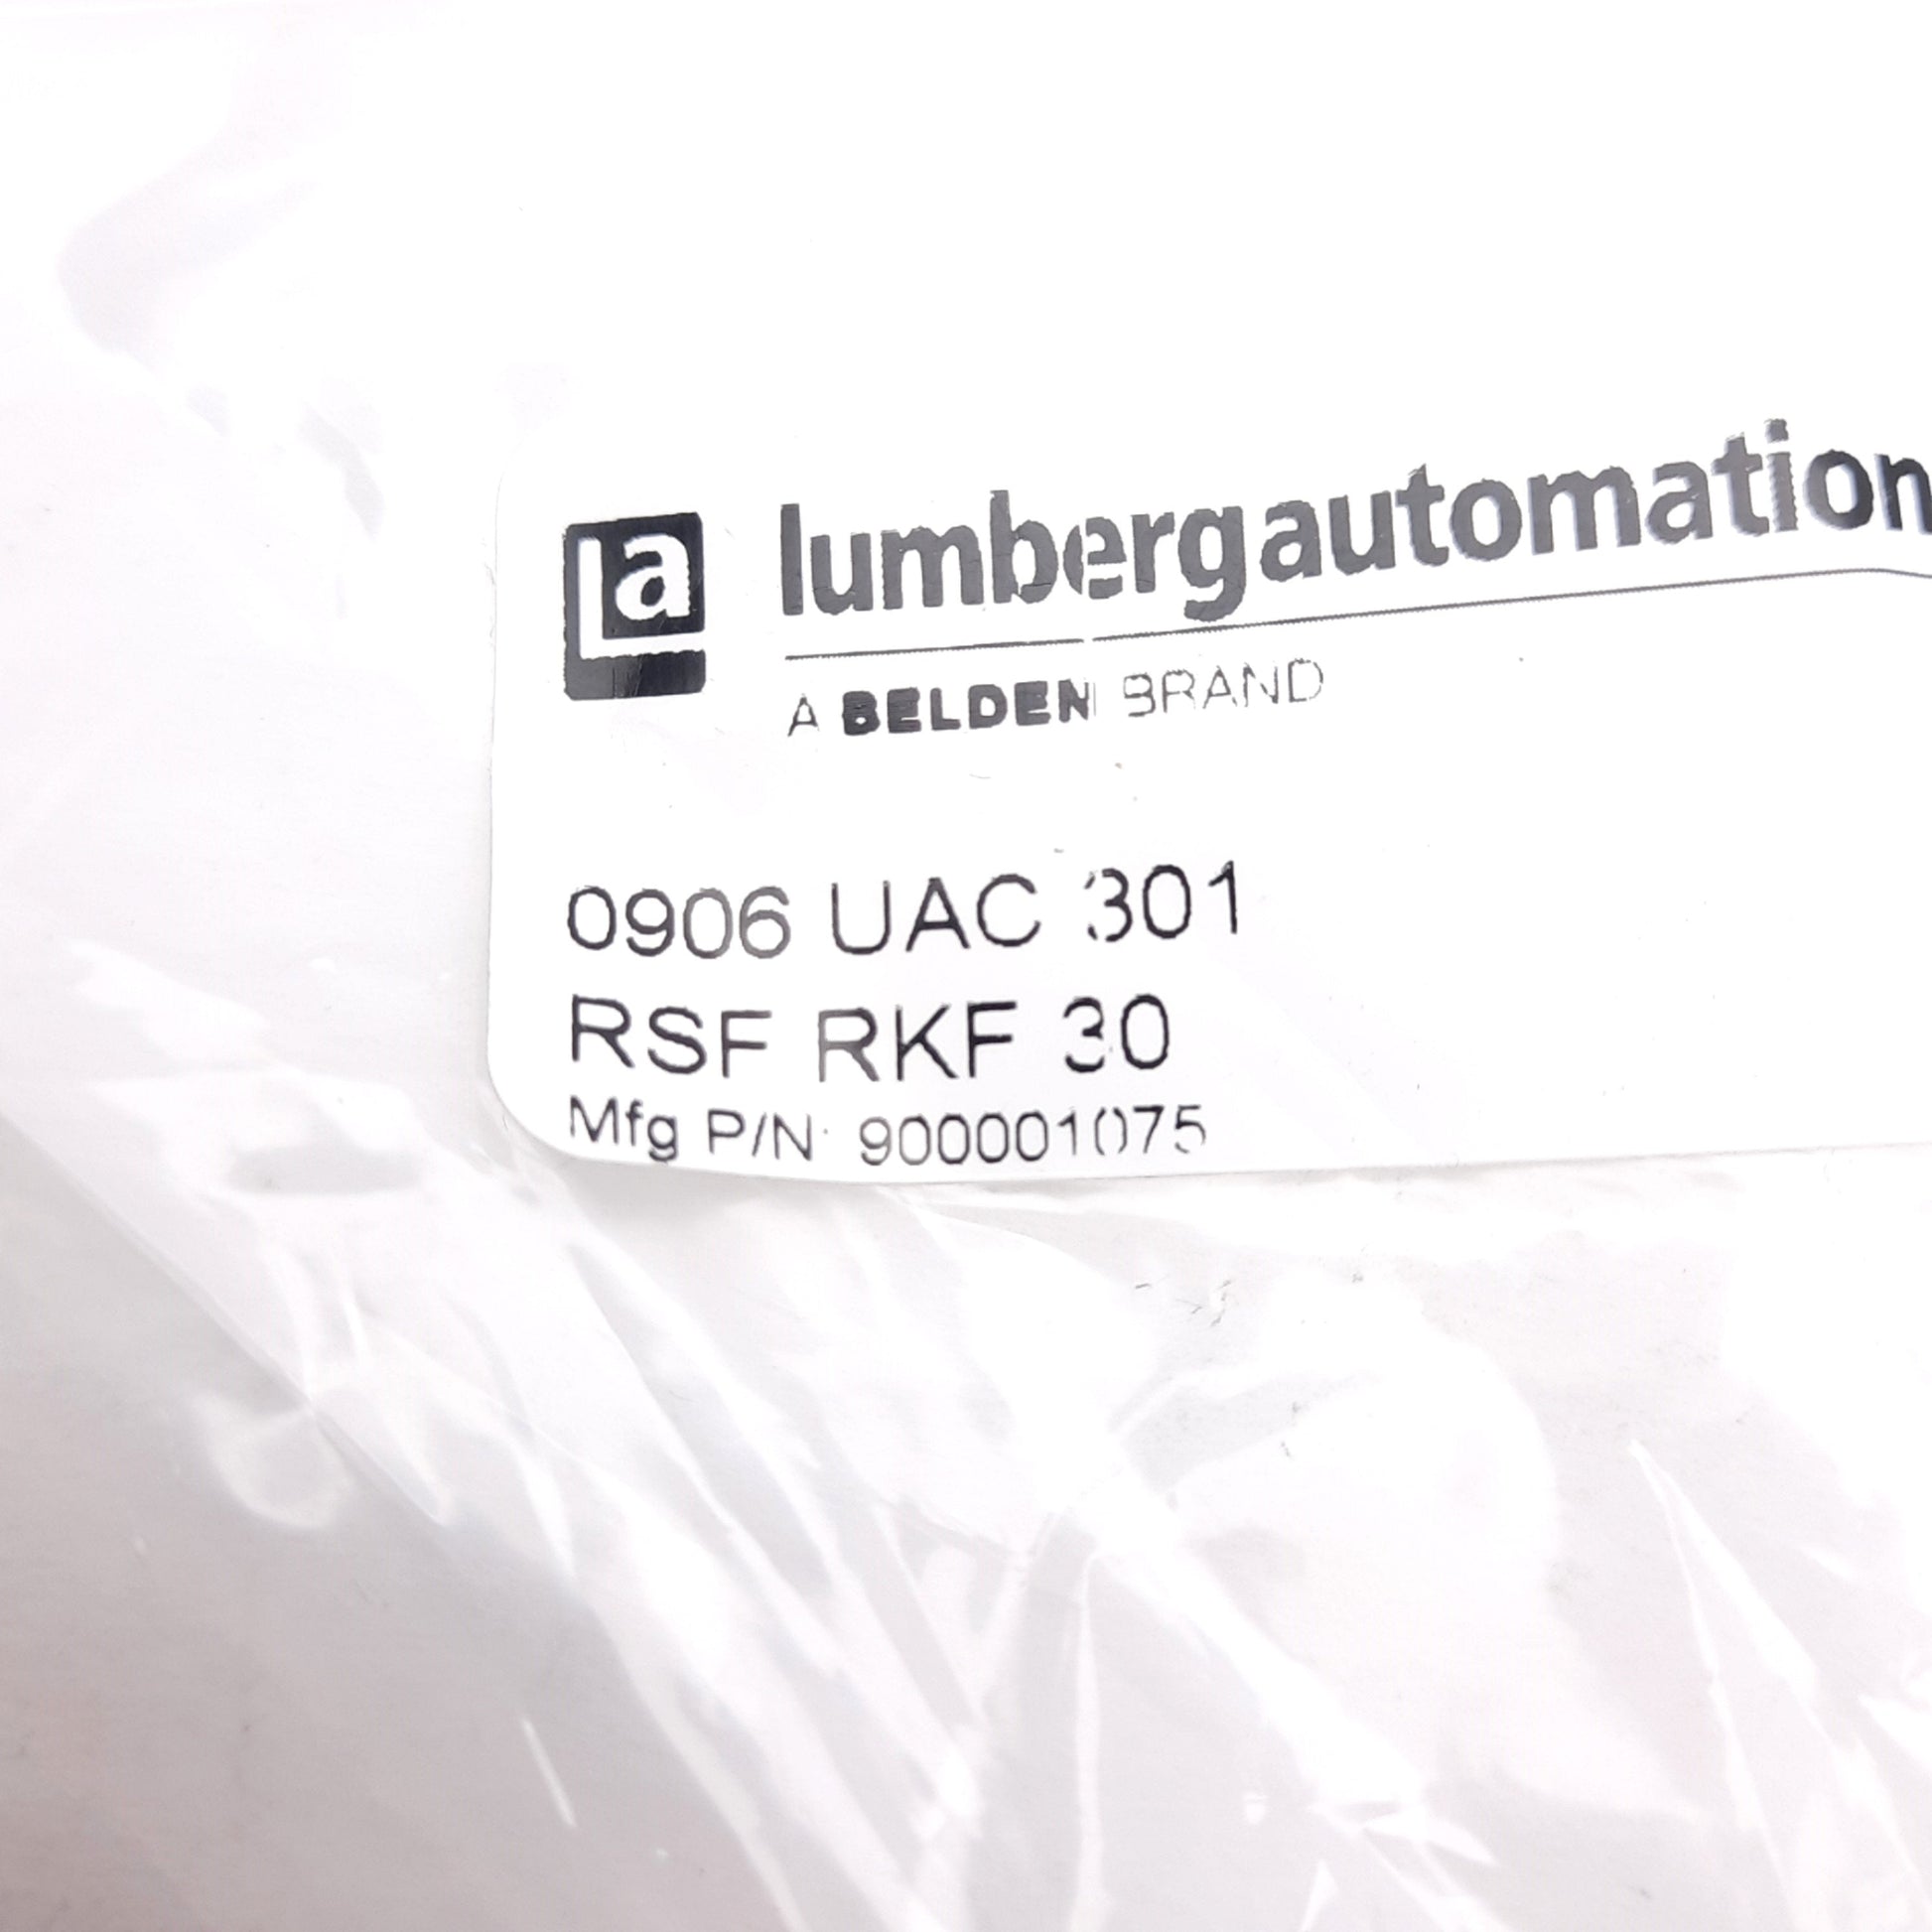 la lumbergautomation
A BELDEN BRAND
0906 UAC 301
RSF RKF 30
Mfg P/N: 900001075